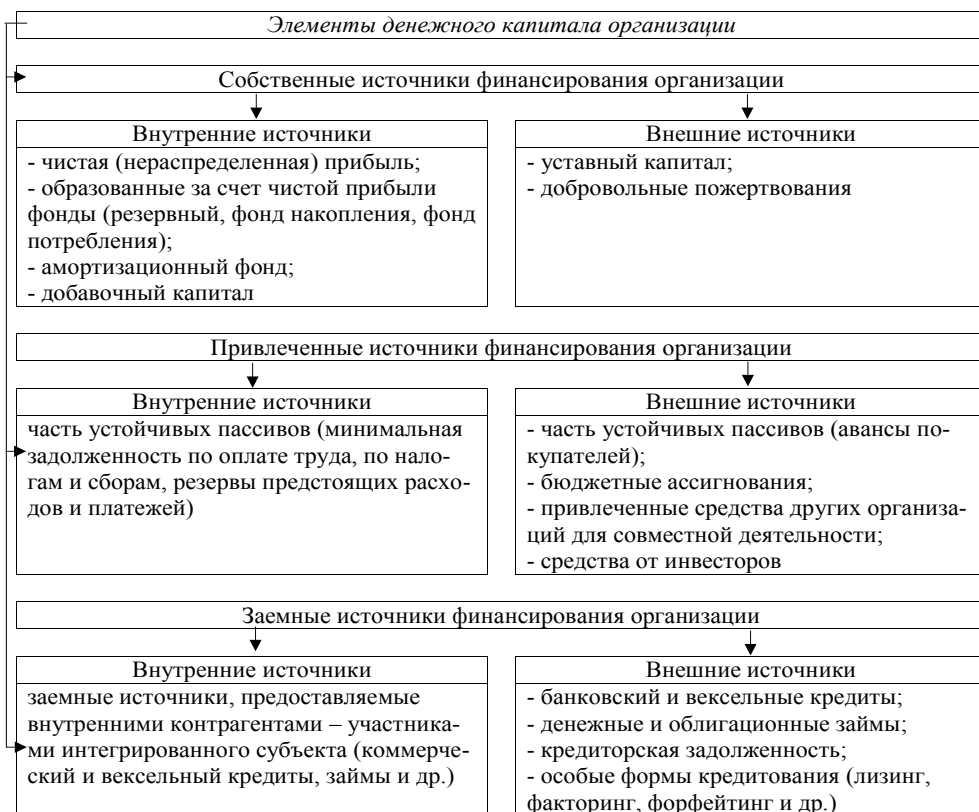 Элементы денежного капитала организации
Собственные источники финансирования организации
Внутренние источники
- чистая (нераспределенная) прибыль;
- образованные за счет чистой прибыли
фонды (резервный, фонд накопления, фонд
потребления);
- амортизационный фонд;
- добавочный капитал
Внешние источники
- уставный капитал;
- добровольные пожертвования
Привлеченные источники финансирования организации
Внутренние источники
часть устойчивых пассивов (минимальная
задолженность по оплате труда, по нало-
гам и сборам, резервы предстоящих расхо-
дов и платежей)
Внешние источники
- часть устойчивых пассивов (авансы по-
купателей);
- бюджетные ассигнования;
- привлеченные средства других организа-
ций для совместной деятельности;
- средства от инвесторов
Заемные источники финансирования организации
Внутренние источники
заемные источники, предоставляемые
внутренними контрагентами – участника-
ми интегрированного субъекта (коммерче-
ский и вексельный кредиты, займы и др.)
Внешние источники
- банковский и вексельные кредиты;
- денежные и облигационные займы;
- кредиторская задолженность;
- особые формы кредитования (лизинг,
факторинг, форфейтинг и др.)